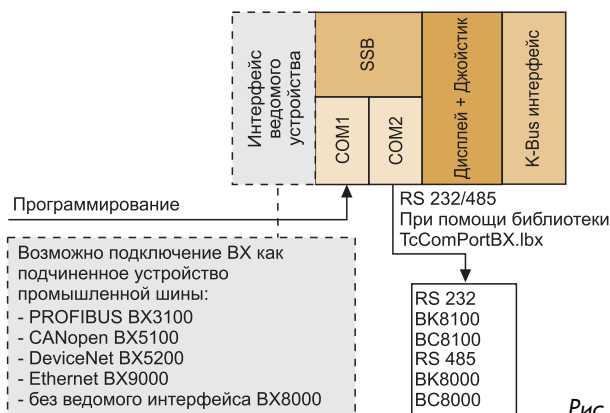 Интерфейс
ведомого
устройства
SSB
COM1
COM2
Дисплей + Джойстик
K-Bus интерфейс
Программирование
RS 232/485
При помощи библиотеки
TcComPortBX.lbx
Возможно подключение BX как
подчиненное устройство
промышленной шины:
- PROFIBUS BX3100
- CANopen BX5100
- DeviceNet BX5200
- Ethernet BX9000
- без ведомого интерфейса BX8000
RS 232
BK8100
BC8100
RS 485
BK8000
BC8000
Рис